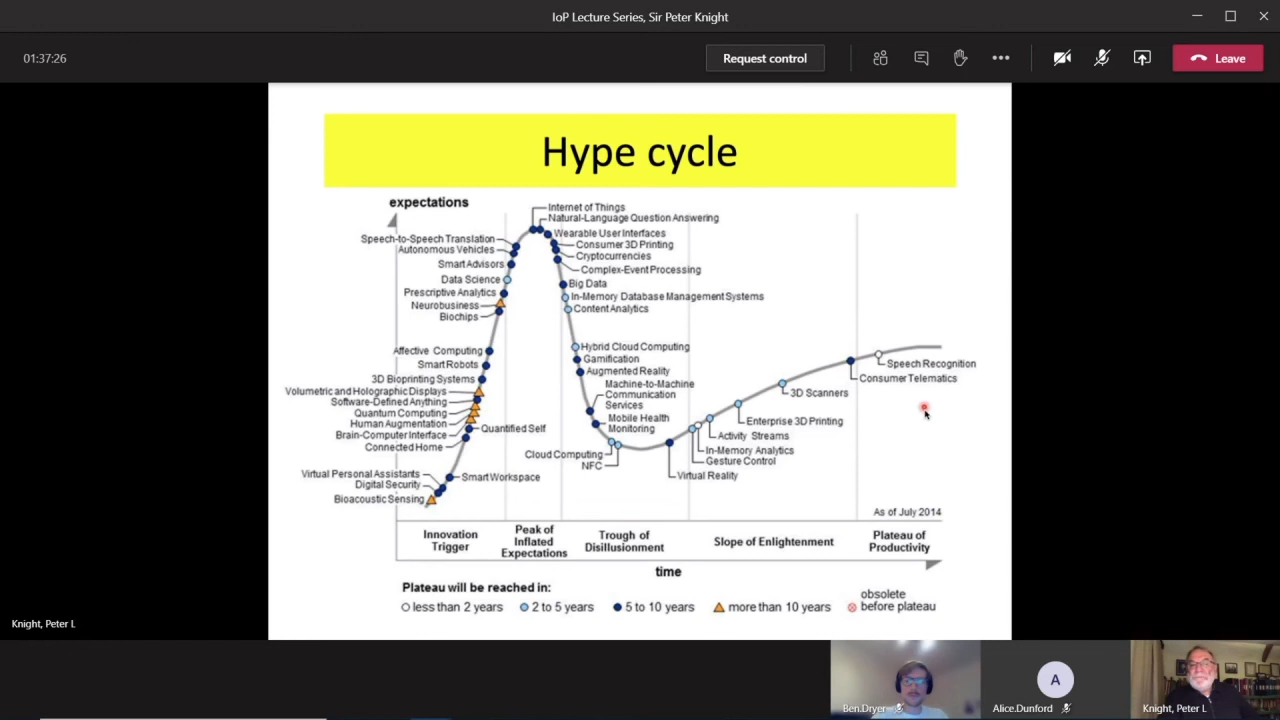 IoP Lecture Series, Sir Peter Knight
01:37:26
Request control
Leave
Hype cycle
expectations
Internet of Things
Natural-Language Question Answering
Wearable User Interfaces
Consumer 3D Printing
Cryptocurrencies
Complex-Event Processing
Speech-to-Speech Translation
Autonomous Vehicles
Smart Advisors
Data Science
Prescriptive Analytics
Neurobusiness
Biochips
Big Data
In-Memory Database Management Systems
Content Analytics
Hybrid Cloud Computing
Gamification
Augmented Reality
Machine-to-Machine
Communication
Services
Mobile Health
Monitoring
Affective Computing
Smart Robots
3D Bioprinting Systems
Volumetric and Holographic Displays
Software-Defined Anything
Quantum Computing
Human Augmentation
Brain-Computer Interface
Connected Home
Quantified Self
Virtual Personal Assistants
Digital Security
Bioacoustic Sensing
Smart Workspace
Cloud Computing
NFC
Virtual Reality
Gesture Control
In-Memory Analytics
Activity Streams
Enterprise 3D Printing
3D Scanners
Consumer Telematics
Speech Recognition
As of July 2014
Innovation
Trigger
Peak of
Inflated
Expectations
Trough of
Disillusionment
Slope of Enlightenment
Plateau of
Productivity
time
Plateau will be reached in:
less than 2 years
2 to 5 years
5 to 10 years
more than 10 years
obsolete
before plateau
Knight, Peter L
Ben.Dryer
A
Alice.Dunford
Knight, Peter L